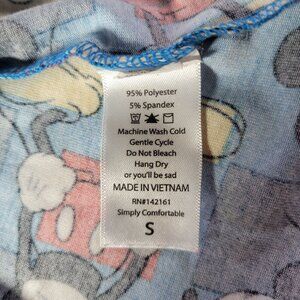 95% Polyester
5% Spandex
Machine Wash Cold
Gentle Cycle
Do Not Bleach
Hang Dry
or you'll be sad
MADE IN VIETNAM
RN#142161
Simply Comfortable
S